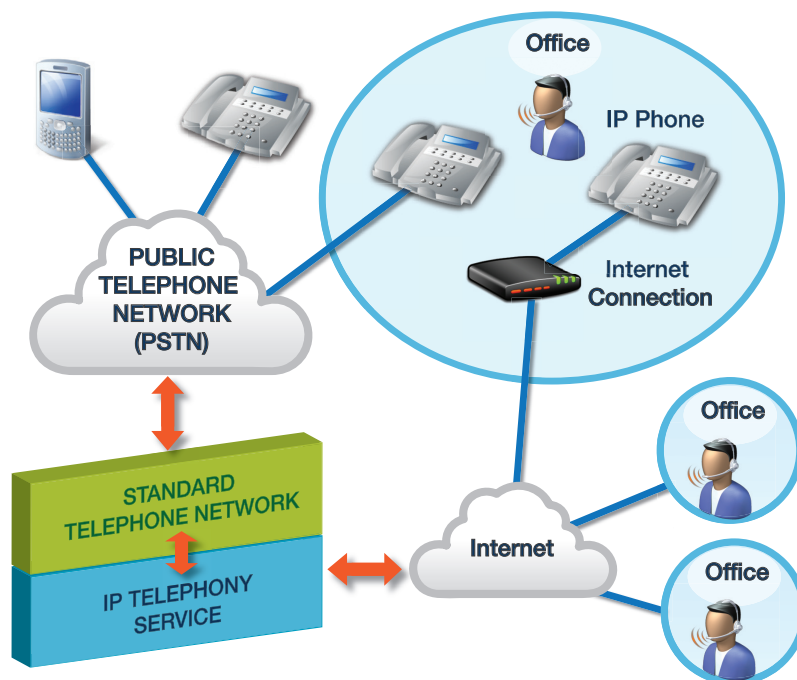 Office
IP Phone
PUBLIC
TELEPHONE
NETWORK
(PSTN)
Internet
Connection
Office
STANDARD
TELEPHONE NETWORK
Internet
IP TELEPHONY
SERVICE
Office